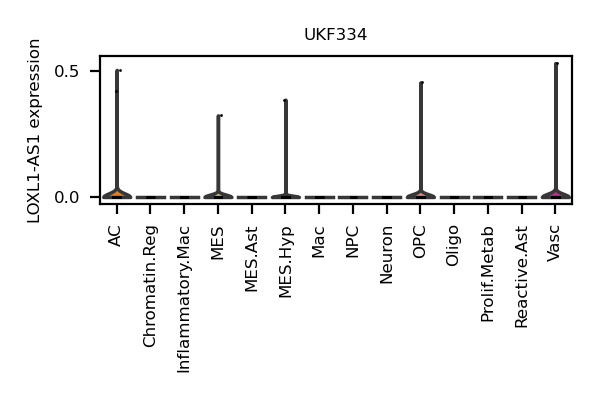 UKF334
LOXL1-AS1 expression
0.5
0.0
AC
Chromatin.Reg
Inflammatory.Mac
MES
MES.Ast
MES.Hyp
Mac
NPC
Neuron
OPC
Oligo
Prolif.Metab
Reactive.Ast
Vasc